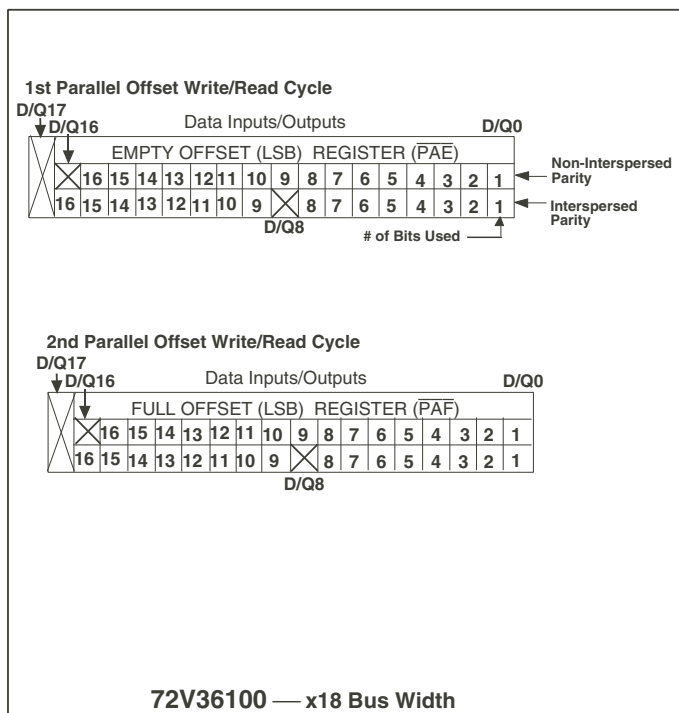 1st Parallel Offset Write/Read Cycle
D/Q17
D/Q16 Data Inputs/Outputs D/Q0
EMPTY OFFSET (LSB) REGISTER (PAE)
16 15 14 13 12 11 10 9 8 7 6 5 4 3 2 1 Non-Interspersed Parity
16 15 14 13 12 11 10 9 8 7 6 5 4 3 2 1 Interspersed Parity
D/Q8
# of Bits Used
2nd Parallel Offset Write/Read Cycle
D/Q17
D/Q16 Data Inputs/Outputs D/Q0
FULL OFFSET (LSB) REGISTER (PAF)
16 15 14 13 12 11 10 9 8 7 6 5 4 3 2 1
16 15 14 13 12 11 10 9 8 7 6 5 4 3 2 1
D/Q8
72V36100 — x18 Bus Width